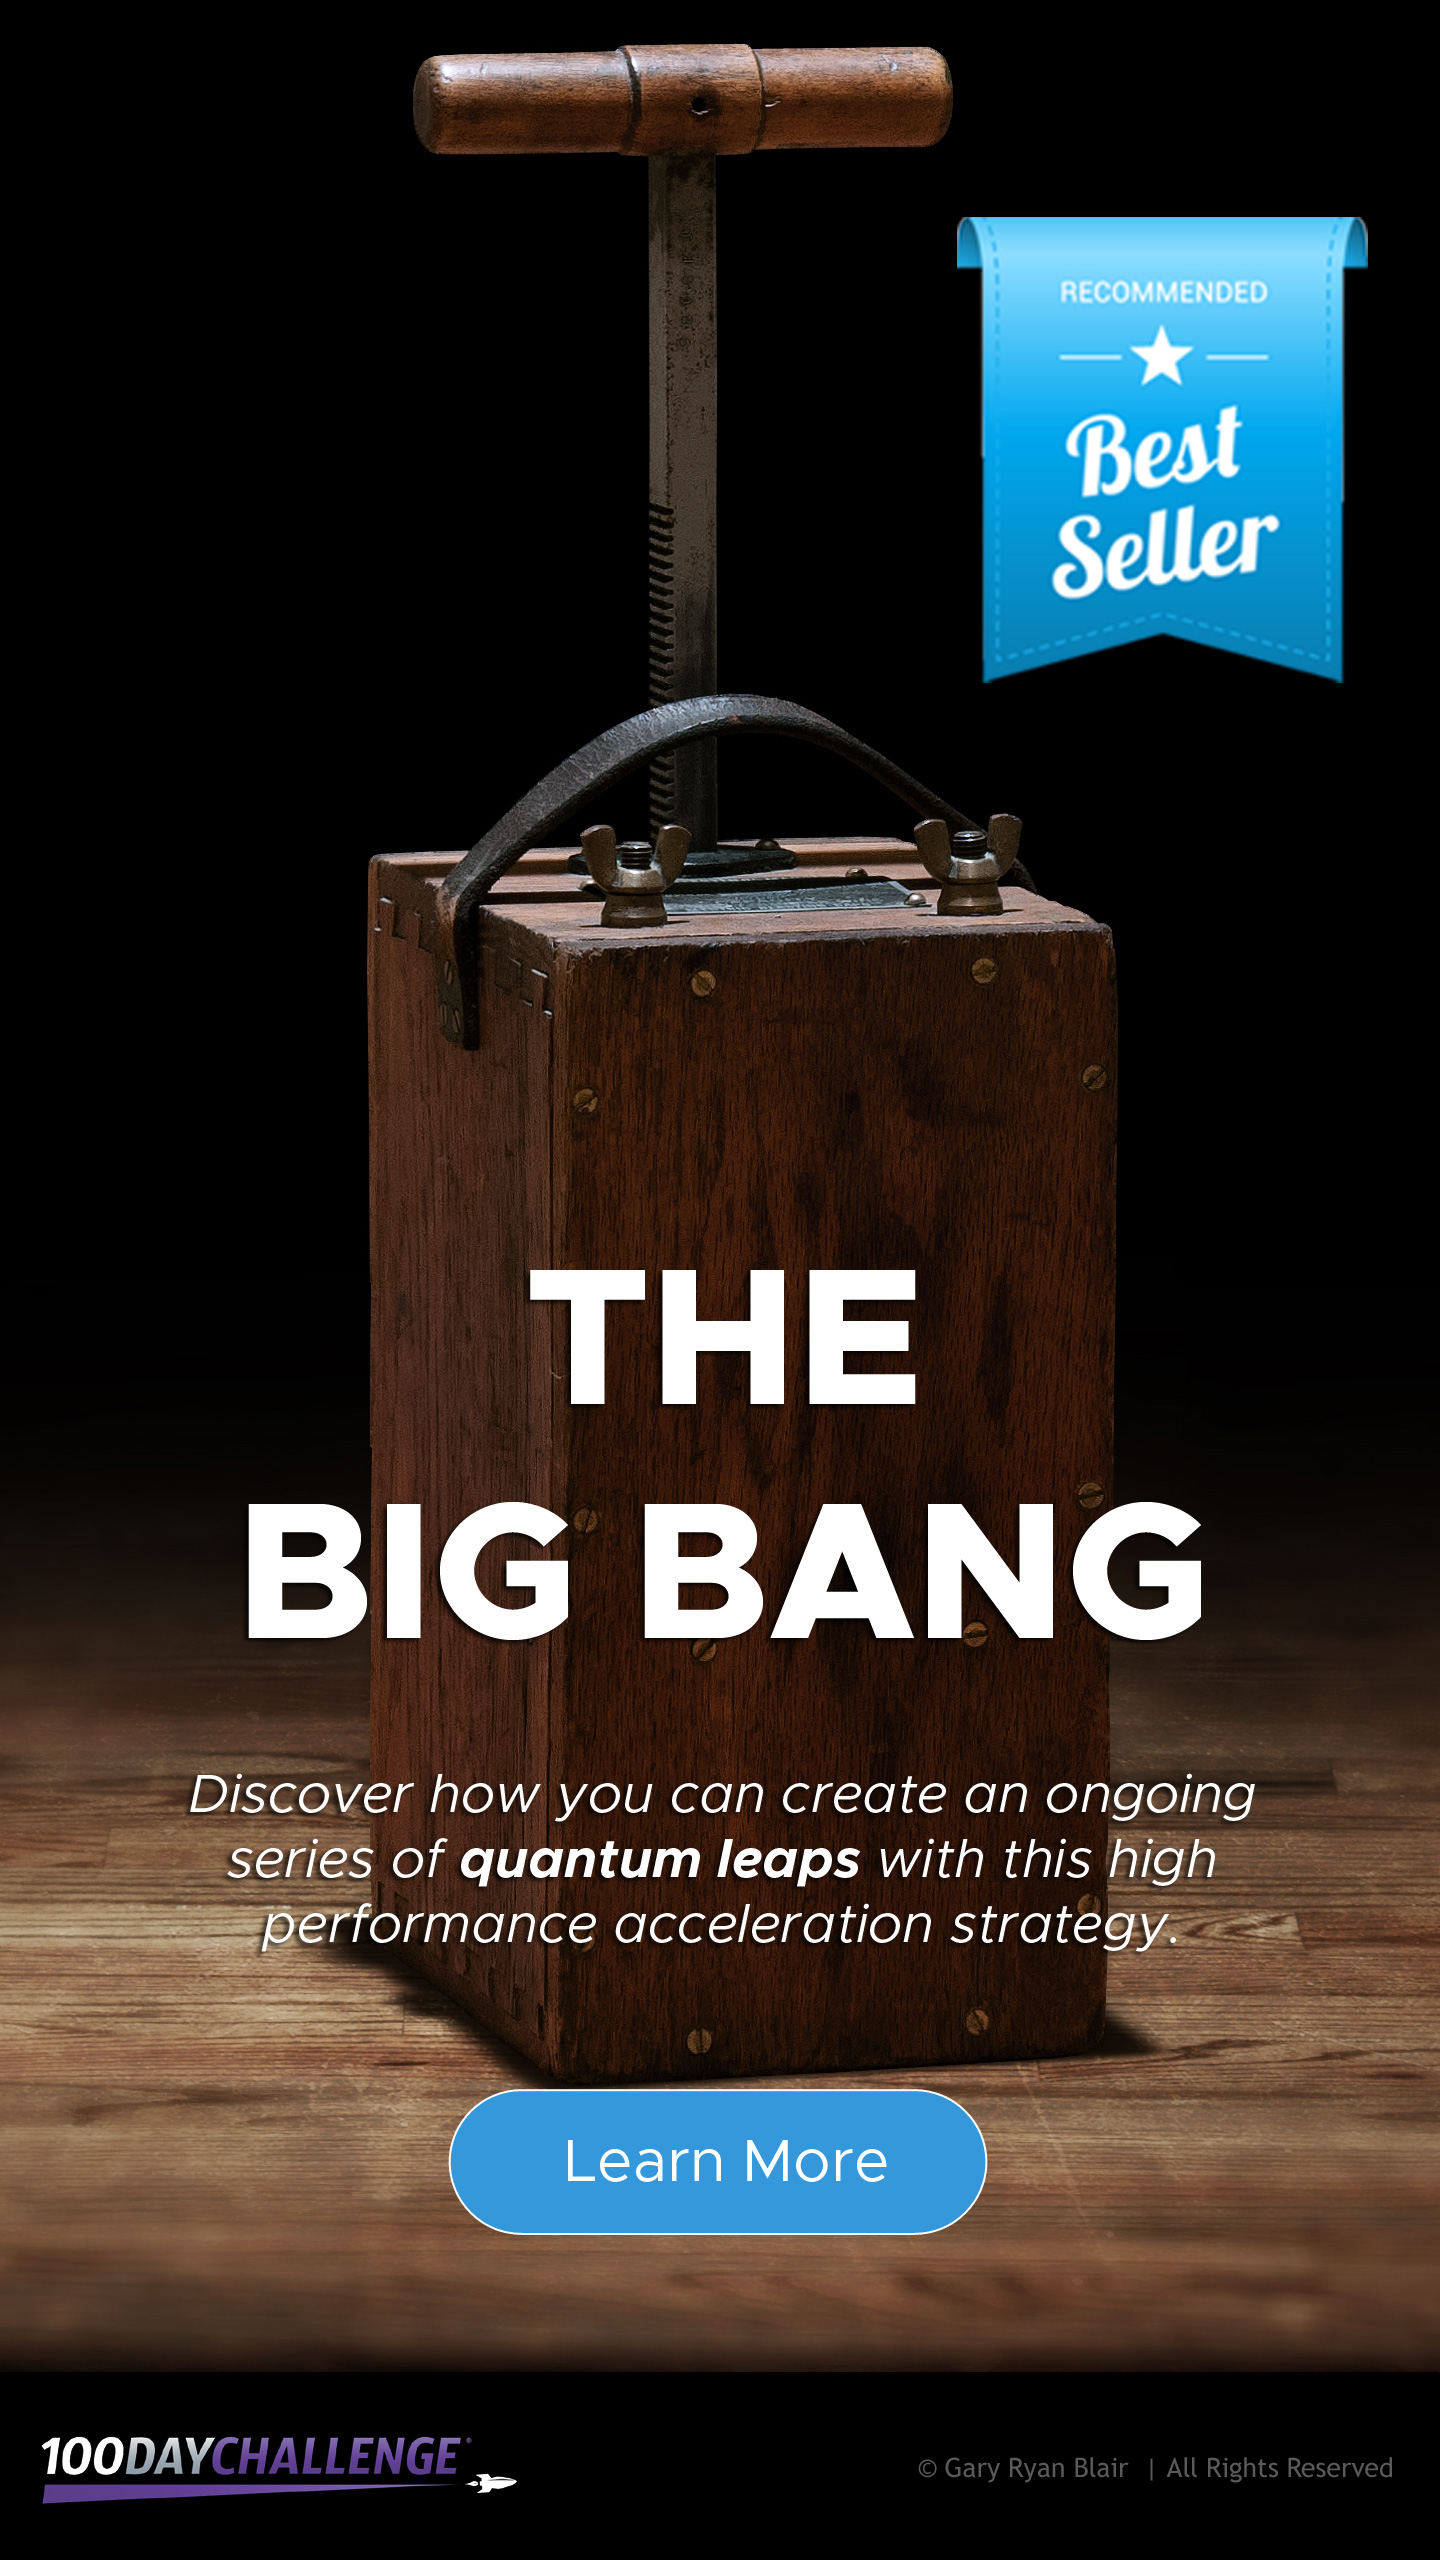 RECOMMENDED
Best
Seller
THE
BIG BANG
Discover how you can create an ongoing
series of quantum leaps with this high
performance acceleration strategy.
Learn More
100DAYCHALLENGE®
© Gary Ryan Blair | All Rights Reserved